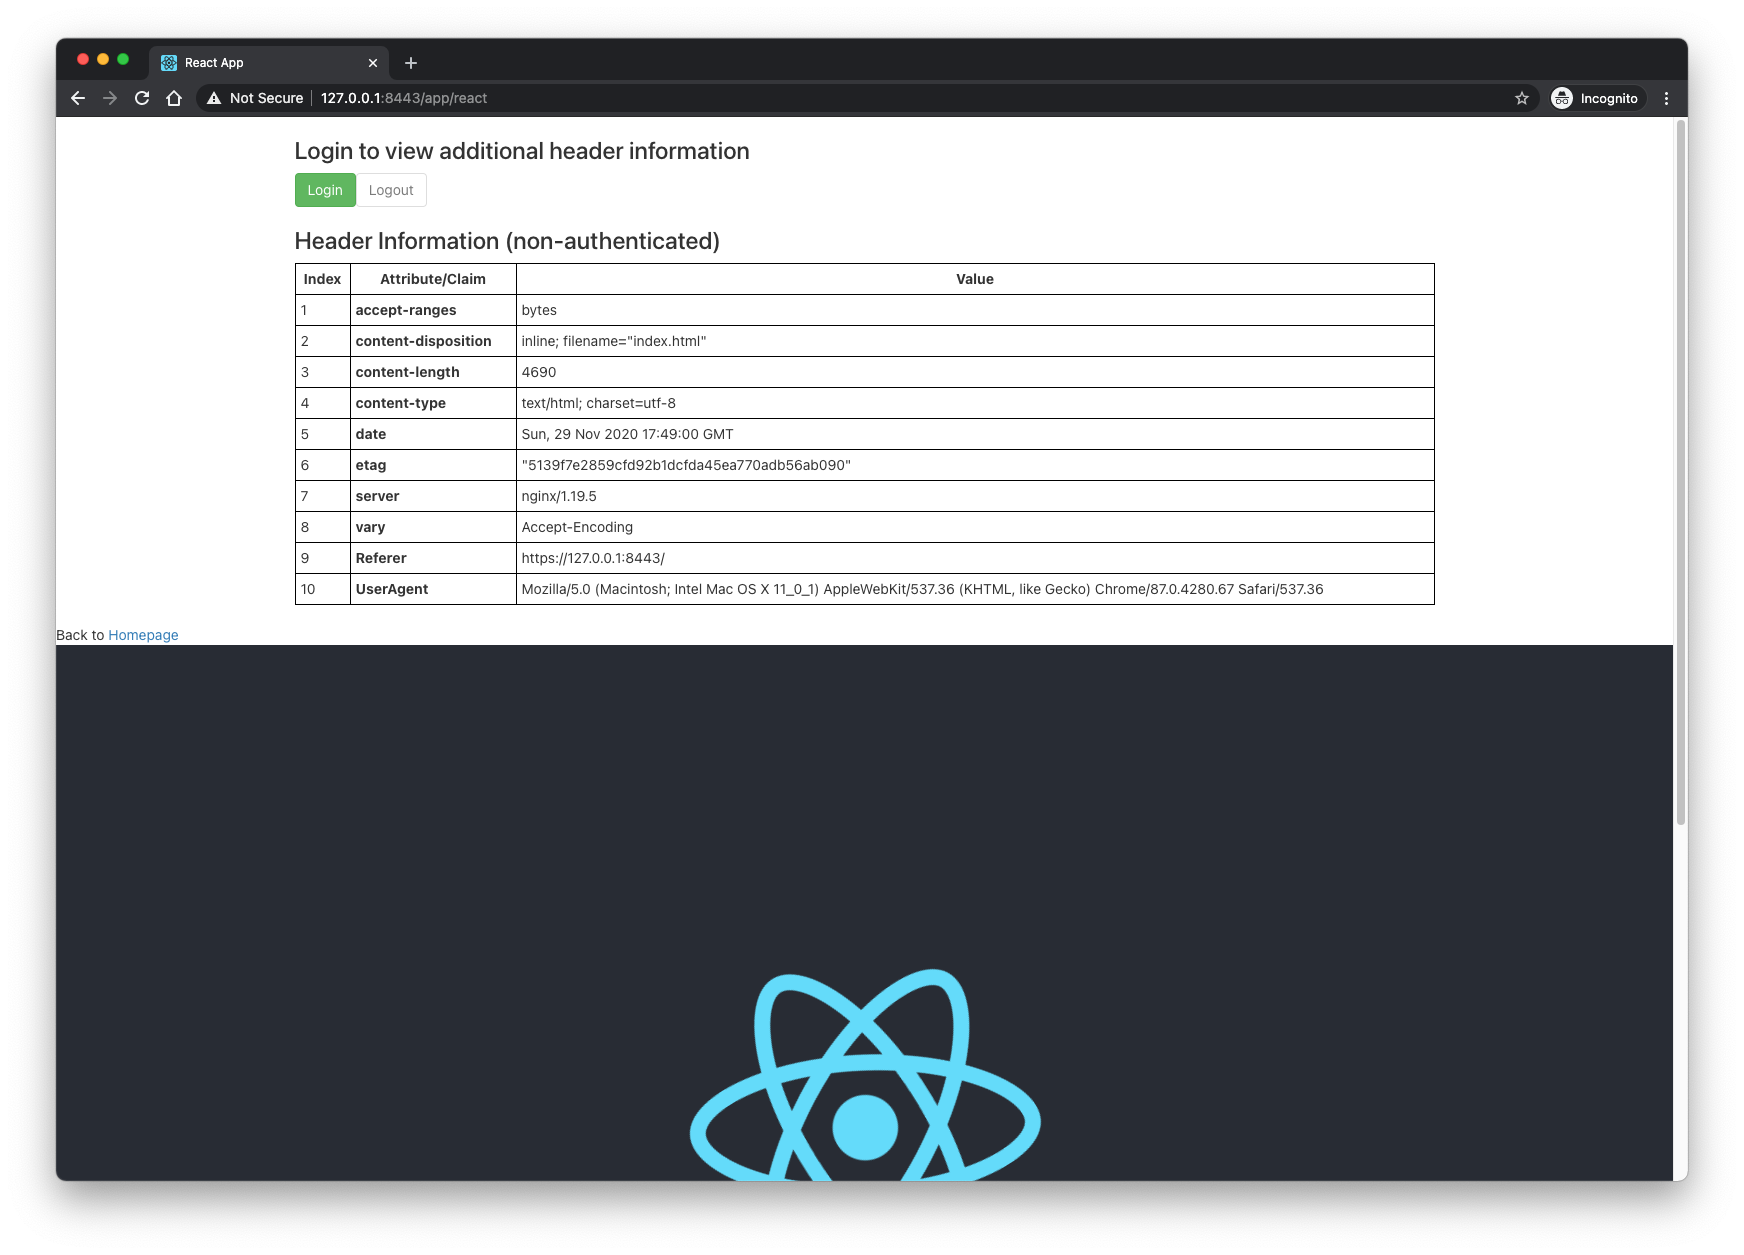 React App
Not Secure 127.0.0.1:8443/app/react Incognito
Login to view additional header information
Login Logout
Header Information (non-authenticated)
Index Attribute/Claim Value
1 accept-ranges bytes
2 content-disposition inline; filename="index.html"
3 content-length 4690
4 content-type text/html; charset=utf-8
5 date Sun, 29 Nov 2020 17:49:00 GMT
6 etag "5139f7e2859cfd92b1dcfda45ea770adb56ab090"
7 server nginx/1.19.5
8 vary Accept-Encoding
9 Referer https://127.0.0.1:8443/
10 UserAgent Mozilla/5.0 (Macintosh; Intel Mac OS X 11_0_1) AppleWebKit/537.36 (KHTML, like Gecko) Chrome/87.0.4280.67 Safari/537.36
Back to Homepage